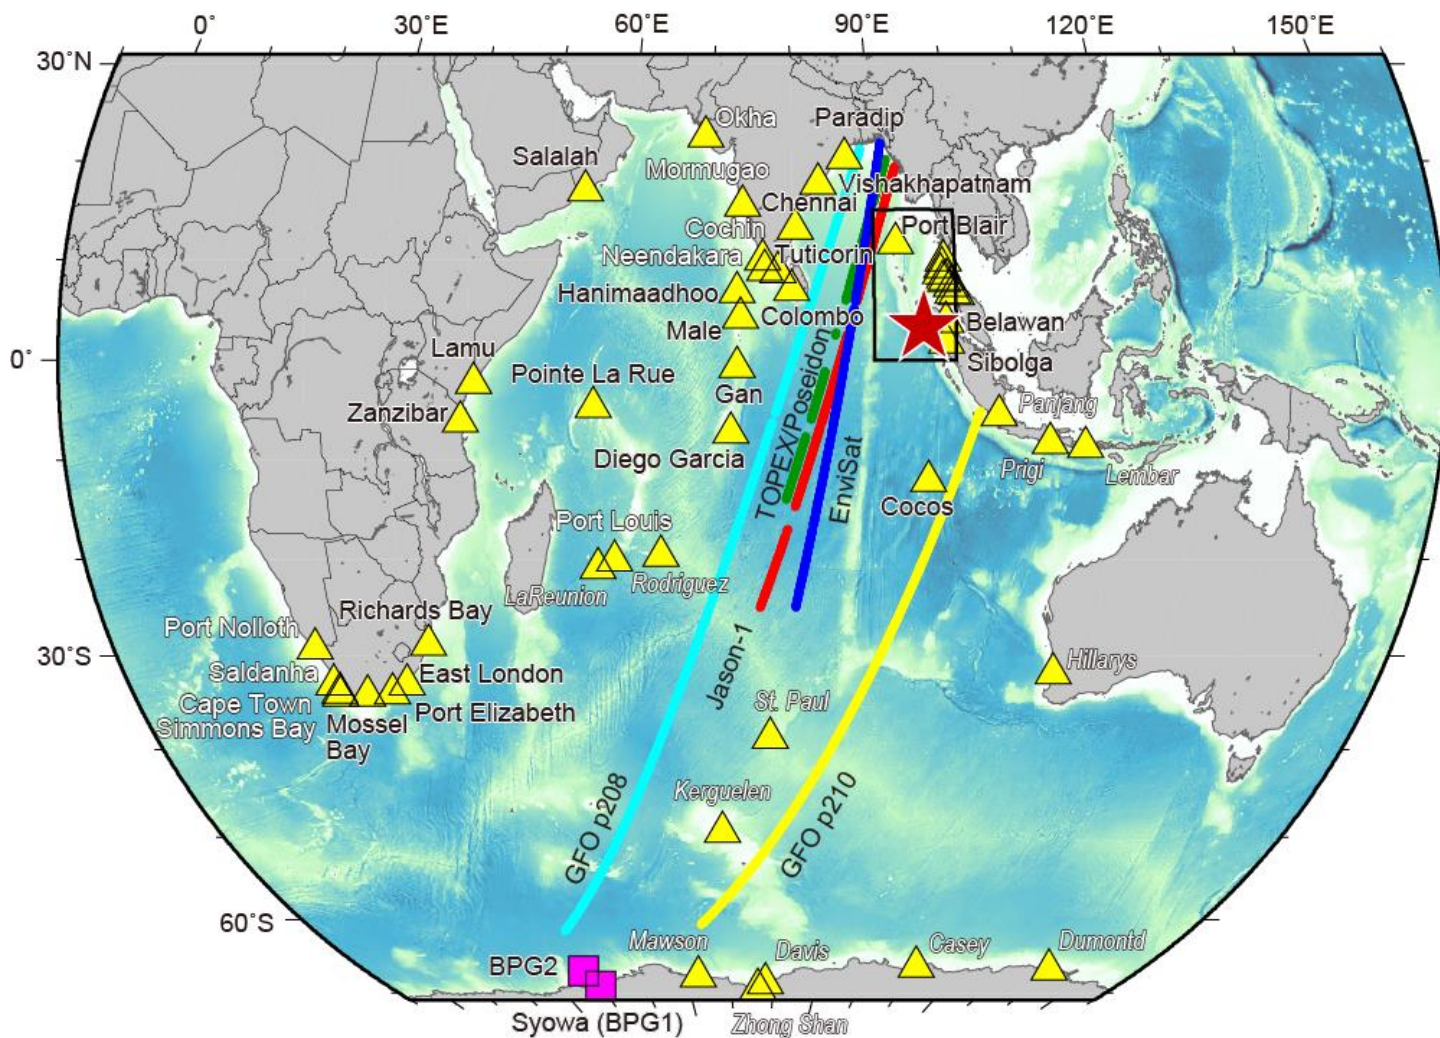 0°
30°E
60°E
90°E
120°E
150°E
30°N
Okha
Paradip
Salalah
Mormugao
Vishakhapatnam
Chennai
Cochin
Port Blair
Neendakara
Tuticorin
Hanimaadhoo
Colombo
Male
Belawan
0°
Lamu
Sibolga
Pointe La Rue
Gan
Panjang
Zanzibar
Diego Garcia
TOPEX/Poseidon
EnviSat
Prigi
Lembar
Cocos
Port Louis
LaReunion
Rodriguez
Richards Bay
Port Nolloth
30°S
Jason-1
Hillarys
Saldanha
East London
Cape Town
Port Elizabeth
Simmons Bay
Mossel
Bay
St. Paul
Kerguelen
GFO p208
GFO p210
60°S
Mawson
Davis
Casey
Dumontd
BPG2
Syowa (BPG1)
Zhong Shan